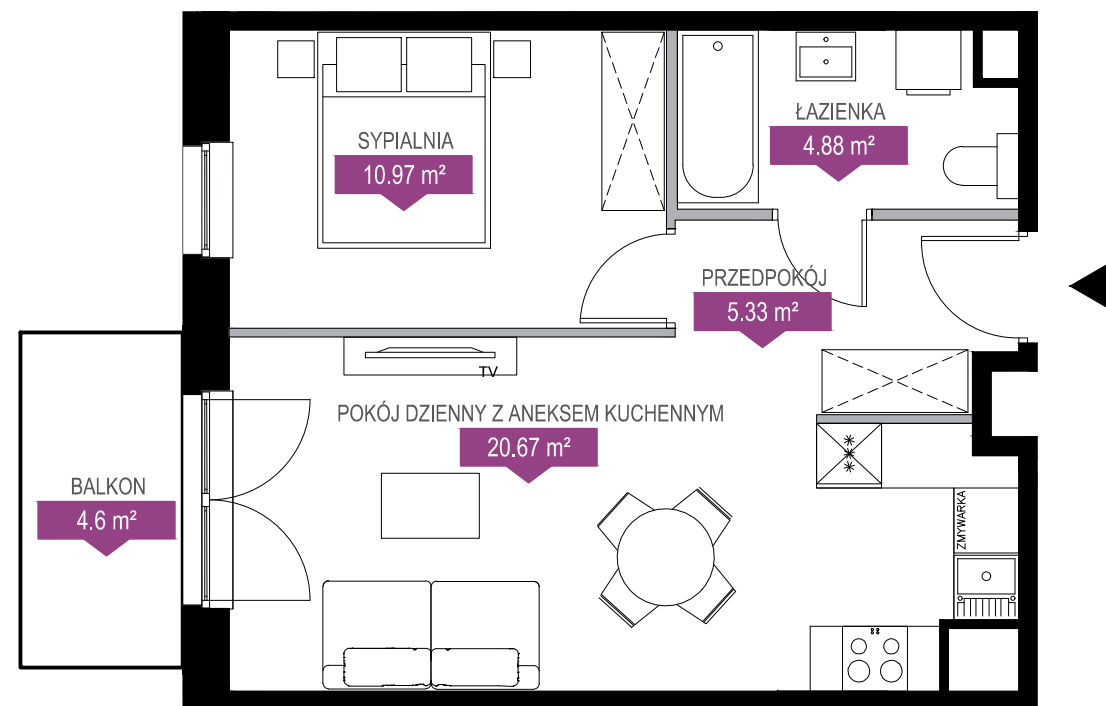 SYPIALNIA
10.97 m²
ŁAZIENKA
4.88 m²
PRZEDPOKÓJ
5.33 m²
TV
POKÓJ DZIENNY Z ANEKSEM KUCHENNYM
20.67 m²
BALKON
4.6 m²
ZMYWARKA